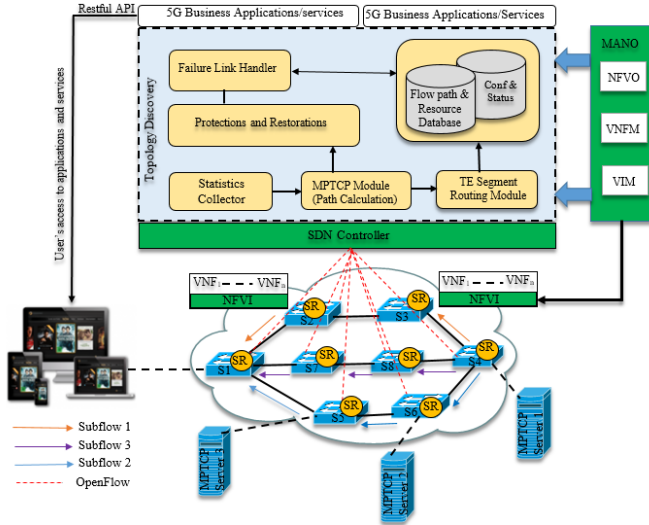 Restful API
5G Business Applications/services
5G Business Applications/Services
User's access to applications and services
Topology Discovery
Failure Link Handler
Flow path &
Resource
Database
Conf &
Status
Protections and Restorations
Statistics
Collector
MPTCP Module
(Path Calculation)
TE Segment
Routing Module
SDN Controller
MANO
NFVO
VNFM
VIM
VNF1
VNFn
NFVI
VNF1
VNFn
NFVI
SR
S2
SR
S3
SR
S1
SR
S7
SR
S8
SR
S4
SR
S5
SR
S6
MPTCP
Server 1
MPTCP
Server 2
MPTCP
Server 3
Subflow 1
Subflow 3
Subflow 2
OpenFlow